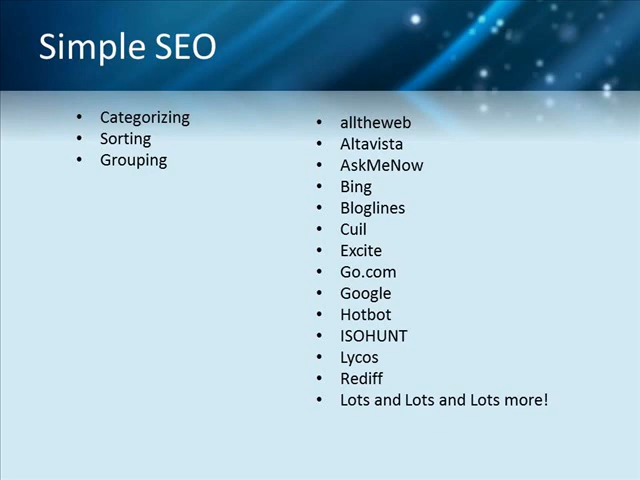 Simple SEO
• Categorizing
• Sorting
• Grouping
• alltheweb
• Altavista
• AskMeNow
• Bing
• Bloglines
• Cuil
• Excite
• Go.com
• Google
• Hotbot
• ISOHUNT
• Lycos
• Rediff
• Lots and Lots and Lots more!